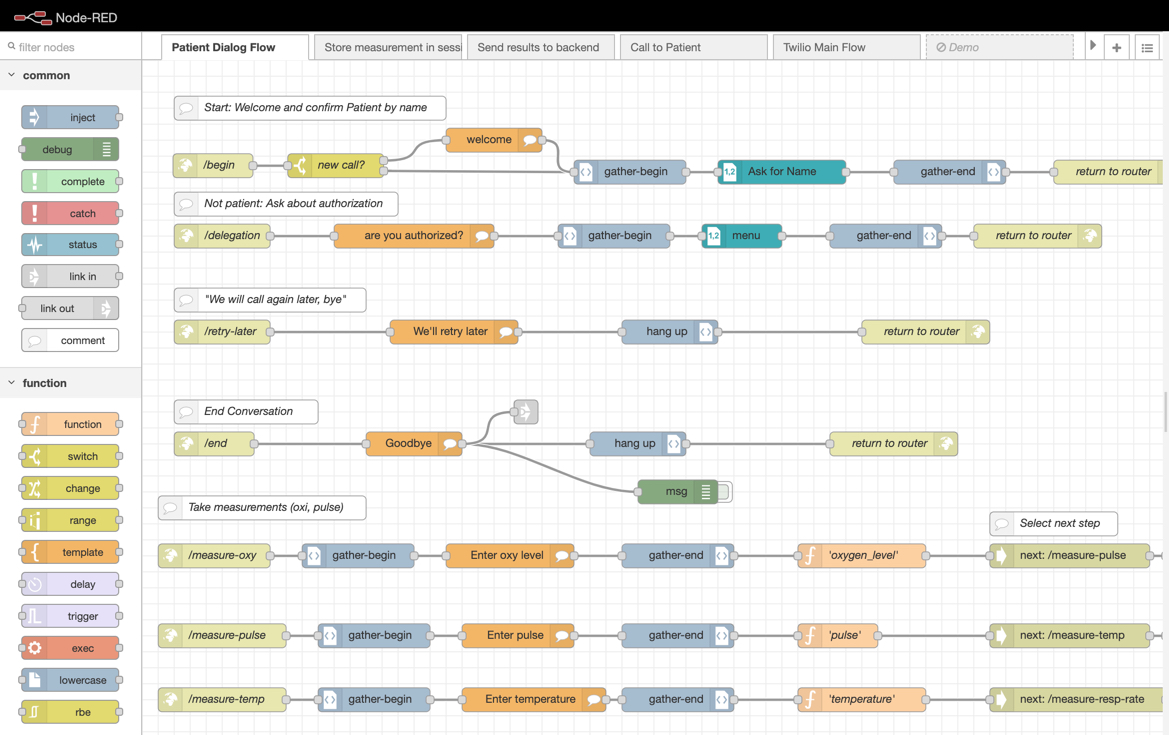 Node-RED
filter nodes
Patient Dialog Flow
Store measurement in sessi
Send results to backend
Call to Patient
Twilio Main Flow
Demo
common
inject
debug
complete
catch
status
link in
link out
comment
function
function
switch
change
range
template
delay
trigger
exec
lowercase
rbe
Start: Welcome and confirm Patient by name
welcome
/begin
new call?
gather-begin
1,2
Ask for Name
gather-end
return to router
Not patient: Ask about authorization
/delegation
are you authorized?
gather-begin
1,2
menu
gather-end
return to router
"We will call again later, bye"
/retry-later
We'll retry later
hang up
return to router
End Conversation
/end
Goodbye
hang up
return to router
msg
Take measurements (oxi, pulse)
Select next step
/measure-oxy
gather-begin
Enter oxy level
gather-end
'oxygen_level'
next: /measure-pulse
/measure-pulse
gather-begin
Enter pulse
gather-end
'pulse'
next: /measure-temp
/measure-temp
gather-begin
Enter temperature
gather-end
'temperature'
next: /measure-resp-rate